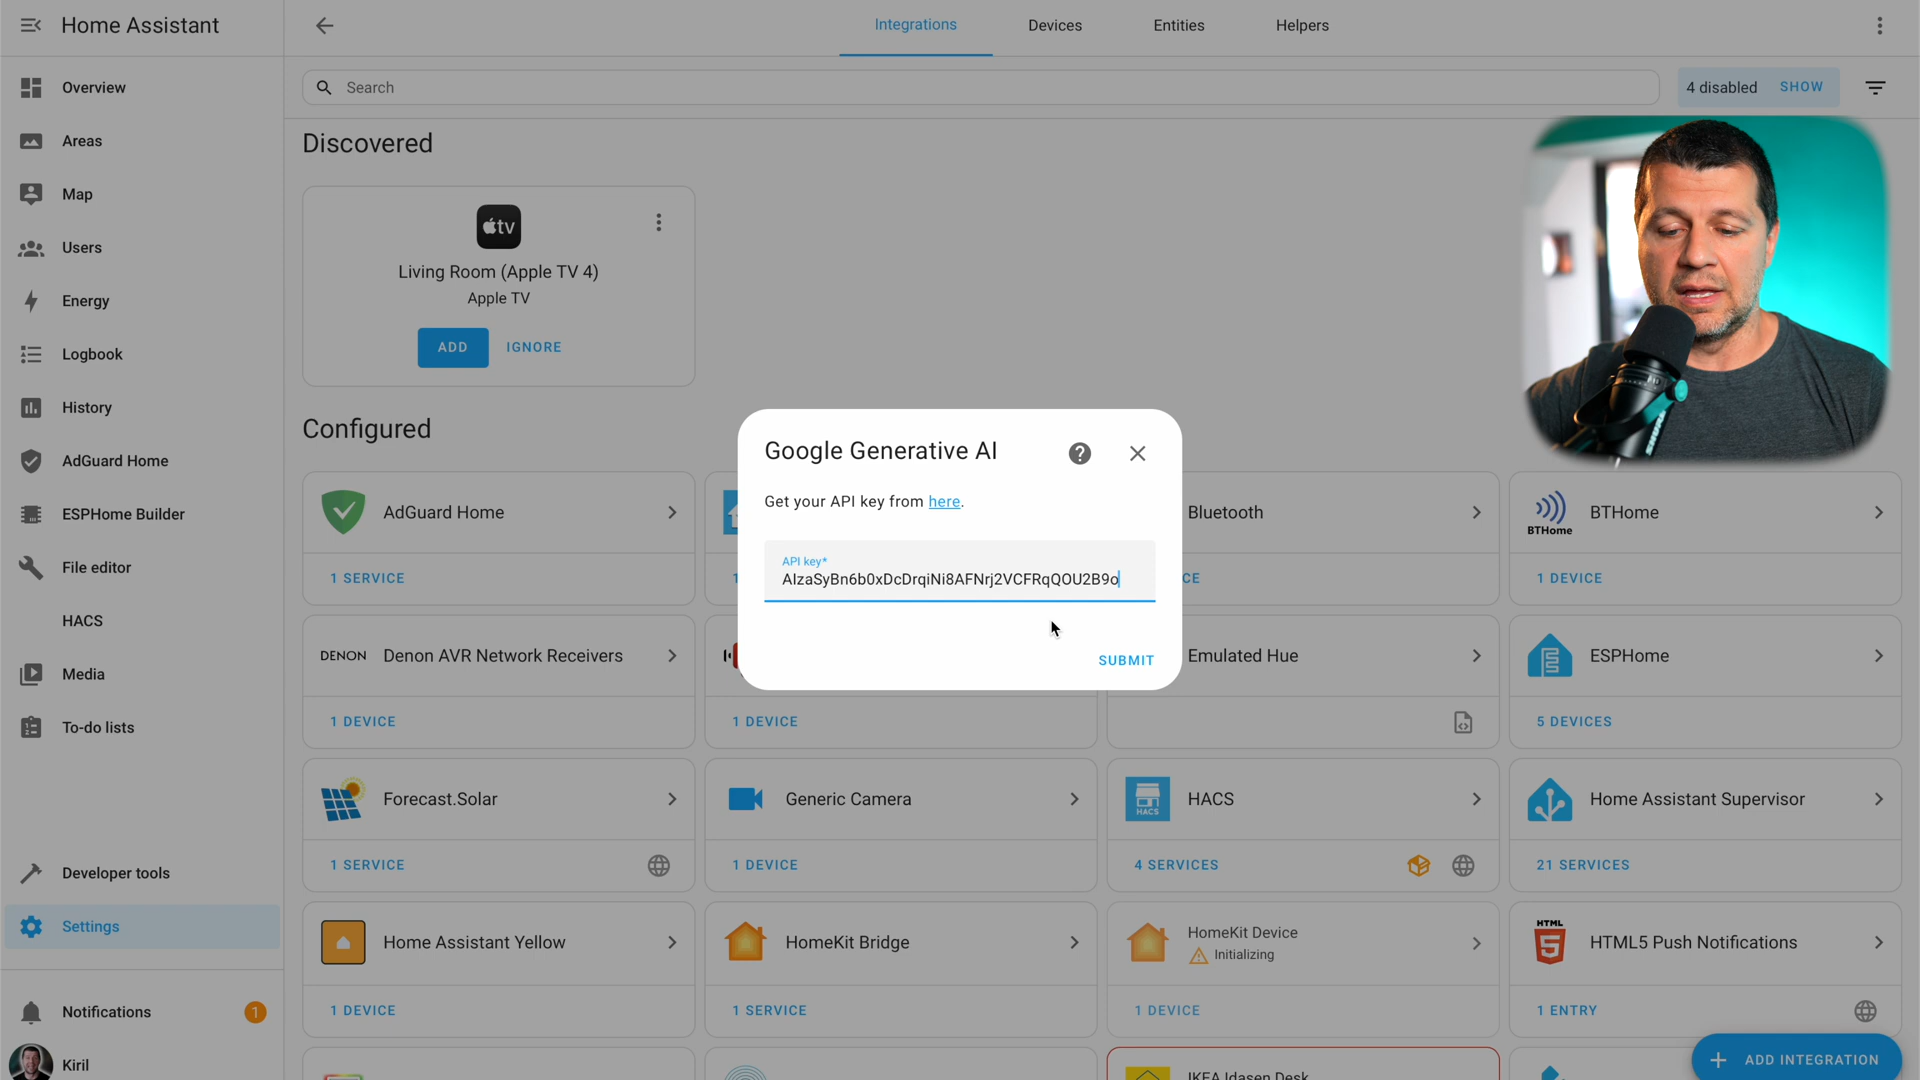 Home Assistant
Integrations
Devices
Entities
Helpers
Overview
Areas
Map
Users
Energy
Logbook
History
AdGuard Home
ESPHome Builder
File editor
HACS
Media
To-do lists
Developer tools
Settings
Notifications
1
Kiril
Search
4 disabled
SHOW
Discovered
tv
Living Room (Apple TV 4)
Apple TV
ADD
IGNORE
Configured
Google Generative AI
Get your API key from here.
API key*
AIzaSyBn6b0xDcDrqiNi8AFNrj2VCFRqQOU2B9o
SUBMIT
AdGuard Home
1 SERVICE
Bluetooth
CE
BTHome
BTHome
1 DEVICE
DENON
Denon AVR Network Receivers
1 DEVICE
1 DEVICE
Emulated Hue
ESPHome
5 DEVICES
Forecast.Solar
1 SERVICE
Generic Camera
1 DEVICE
HACS
HACS
4 SERVICES
Home Assistant Supervisor
21 SERVICES
Home Assistant Yellow
1 DEVICE
HomeKit Bridge
1 SERVICE
HomeKit Device
Initializing
1 DEVICE
HTML
5
HTML5 Push Notifications
1 ENTRY
IKEA Idasen Desk
ADD INTEGRATION